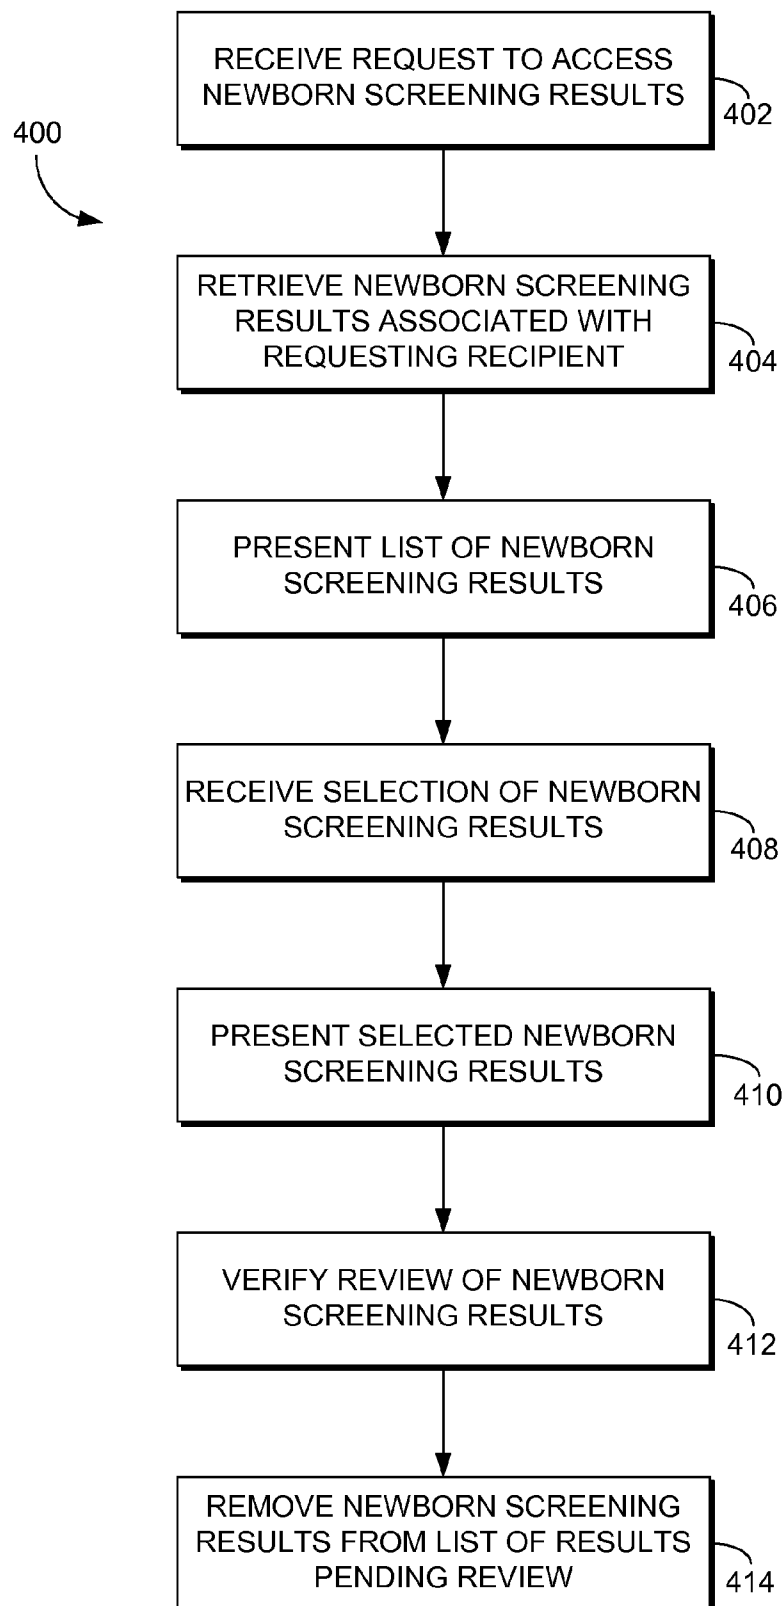 RECEIVE REQUEST TO ACCESS
NEWBORN SCREENING RESULTS
402
400
RETRIEVE NEWBORN SCREENING
RESULTS ASSOCIATED WITH
REQUESTING RECIPIENT
404
PRESENT LIST OF NEWBORN
SCREENING RESULTS
406
RECEIVE SELECTION OF NEWBORN
SCREENING RESULTS
408
PRESENT SELECTED NEWBORN
SCREENING RESULTS
410
VERIFY REVIEW OF NEWBORN
SCREENING RESULTS
412
REMOVE NEWBORN SCREENING
RESULTS FROM LIST OF RESULTS
PENDING REVIEW
414